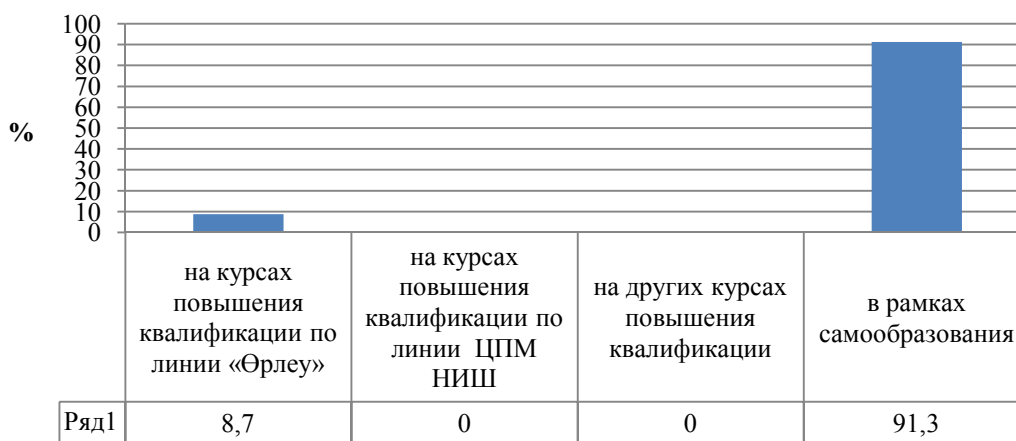 100
90
80
70
60
50
40
30
20
10
0
%
на курсах
повышения
квалификации по
линии «Өрлеу»
на курсах
повышения
квалификации по
линии ЦПМ
НИШ
на других курсах
повышения
квалификации
в рамках
самообразования
Ряд1 8,7 0 0 91,3